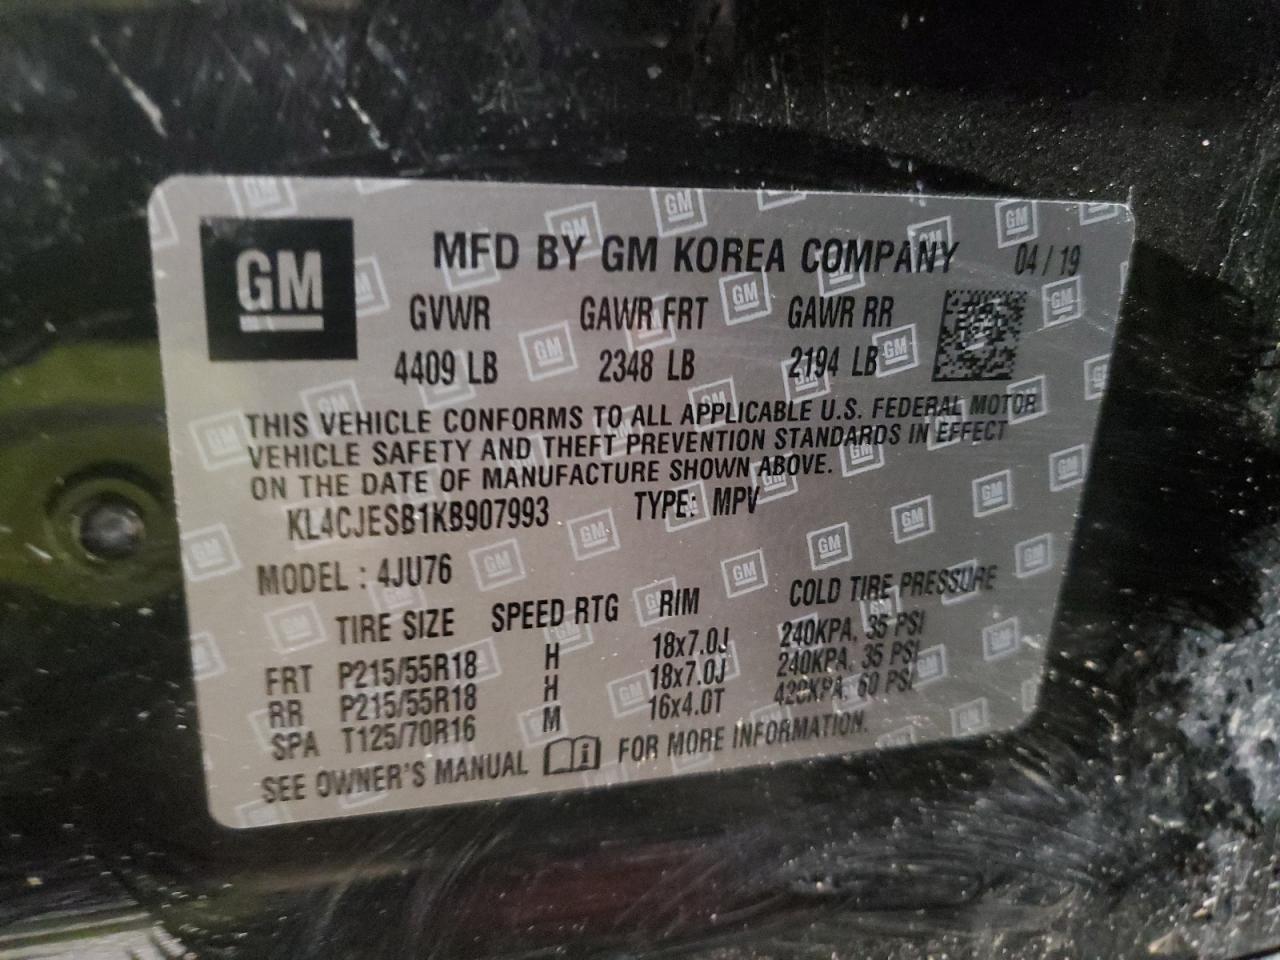 GM
MFD BY GM KOREA COMPANY 04/19
GVWR GAWR FRT GAWR RR
4409 LB 2348 LB 2194 LB
THIS VEHICLE CONFORMS TO ALL APPLICABLE U.S. FEDERAL MOTOR
VEHICLE SAFETY AND THEFT PREVENTION STANDARDS IN EFFECT
ON THE DATE OF MANUFACTURE SHOWN ABOVE.
KL4CJESB1KB907993 TYPE: MPV
MODEL : 4JU76
TIRE SIZE SPEED RTG RIM COLD TIRE PRESSURE
FRT P215/55R18 H 18x7.0J 240KPA, 35 PSI
RR P215/55R18 H 18x7.0J 240KPA, 35 PSI
SPA T125/70R16 M 16x4.0T 420KPA, 60 PSI
SEE OWNER'S MANUAL FOR MORE INFORMATION.